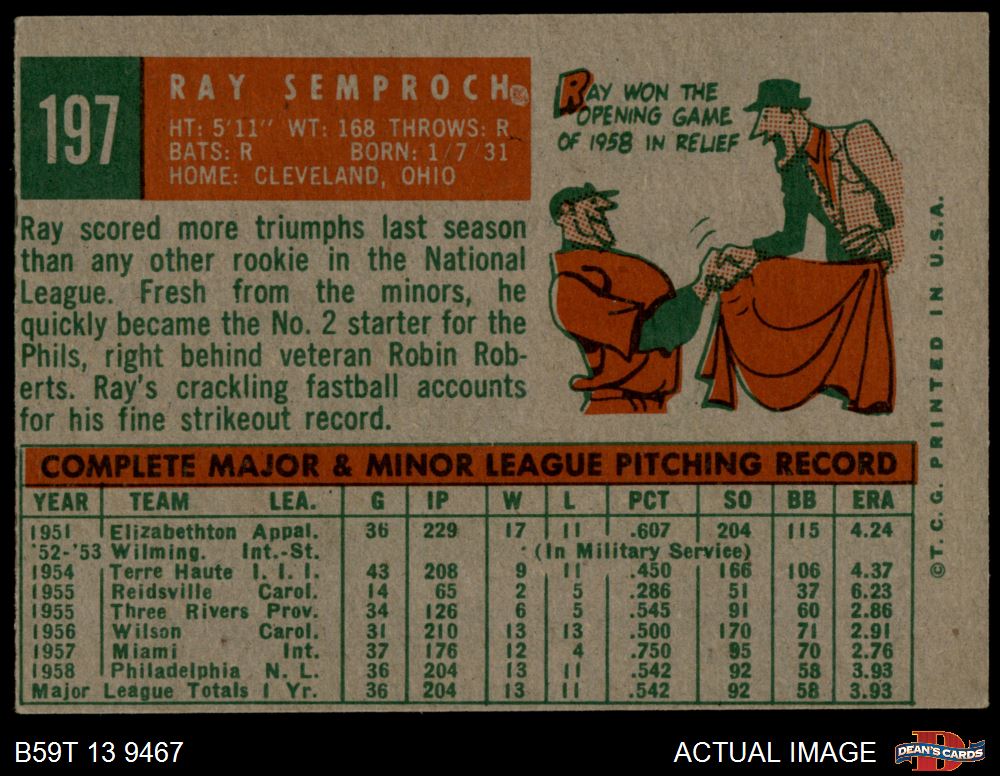 197
RAY SEMPROCH
HT: 5'11" WT: 168 THROWS: R
BATS: R BORN: 1/7/31
HOME: CLEVELAND, OHIO
RAY WON THE
OPENING GAME
OF 1958 IN RELIEF
Ray scored more triumphs last season
than any other rookie in the National
League. Fresh from the minors, he
quickly became the No. 2 starter for the
Phils, right behind veteran Robin Rob-
erts. Ray's crackling fastball accounts
for his fine strikeout record.
COMPLETE MAJOR & MINOR LEAGUE PITCHING RECORD
YEAR TEAM LEA. G IP W L PCT SO BB ERA
1951 Elizabethton Appal. 36 229 17 11 .607 204 115 4.24
'52-'53 Wilming. Int.-St. (In Military Service)
1954 Terre Haute I. I. I. 43 208 9 11 .450 166 106 4.37
1955 Reidsville Carol. 14 65 2 5 .286 51 37 6.23
1955 Three Rivers Prov. 34 126 6 5 .545 91 60 2.86
1956 Wilson Carol. 31 210 13 13 .500 170 71 2.91
1957 Miami Int. 37 176 12 4 .750 95 70 2.76
1958 Philadelphia N. L. 36 204 13 11 .542 92 58 3.93
Major League Totals 1 Yr. 36 204 13 11 .542 92 58 3.93
©T. C. G. PRINTED IN U.S.A.
B59T 13 9467
ACTUAL IMAGE
DEAN'S CARDS